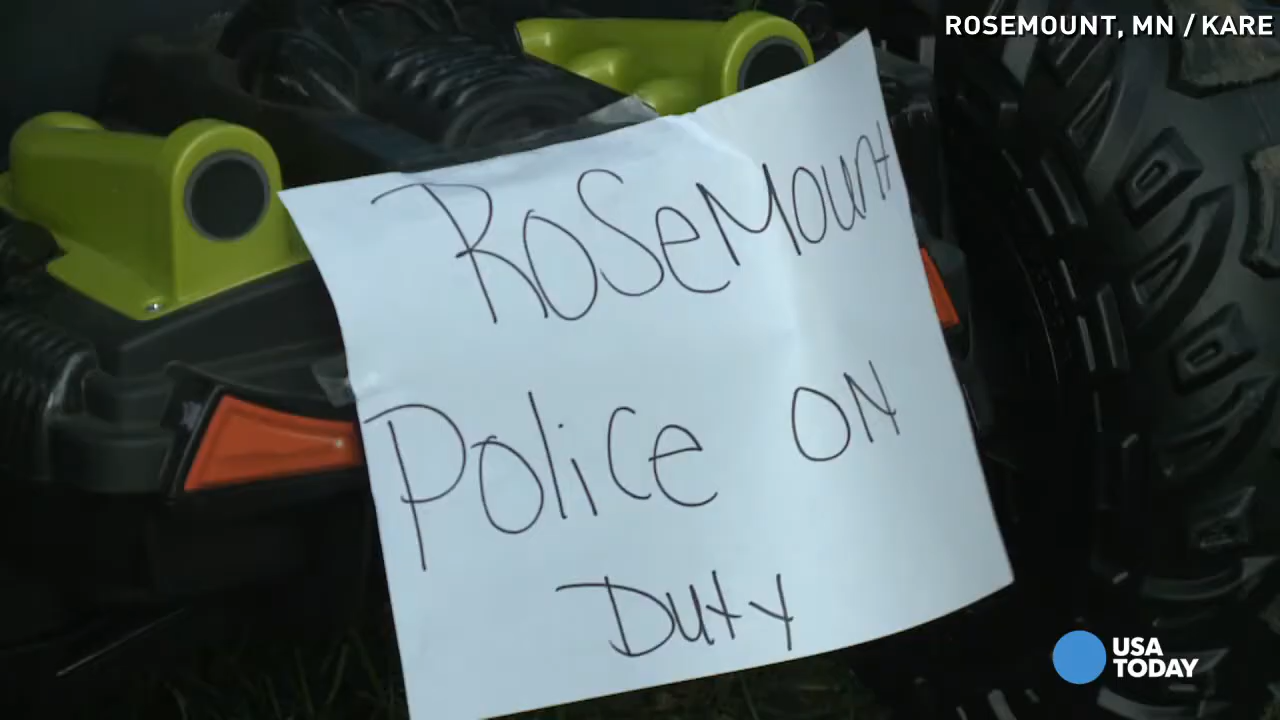 ROSEMOUNT, MN / KARE
RoSeMount
Police ON
Duty
USA
TODAY